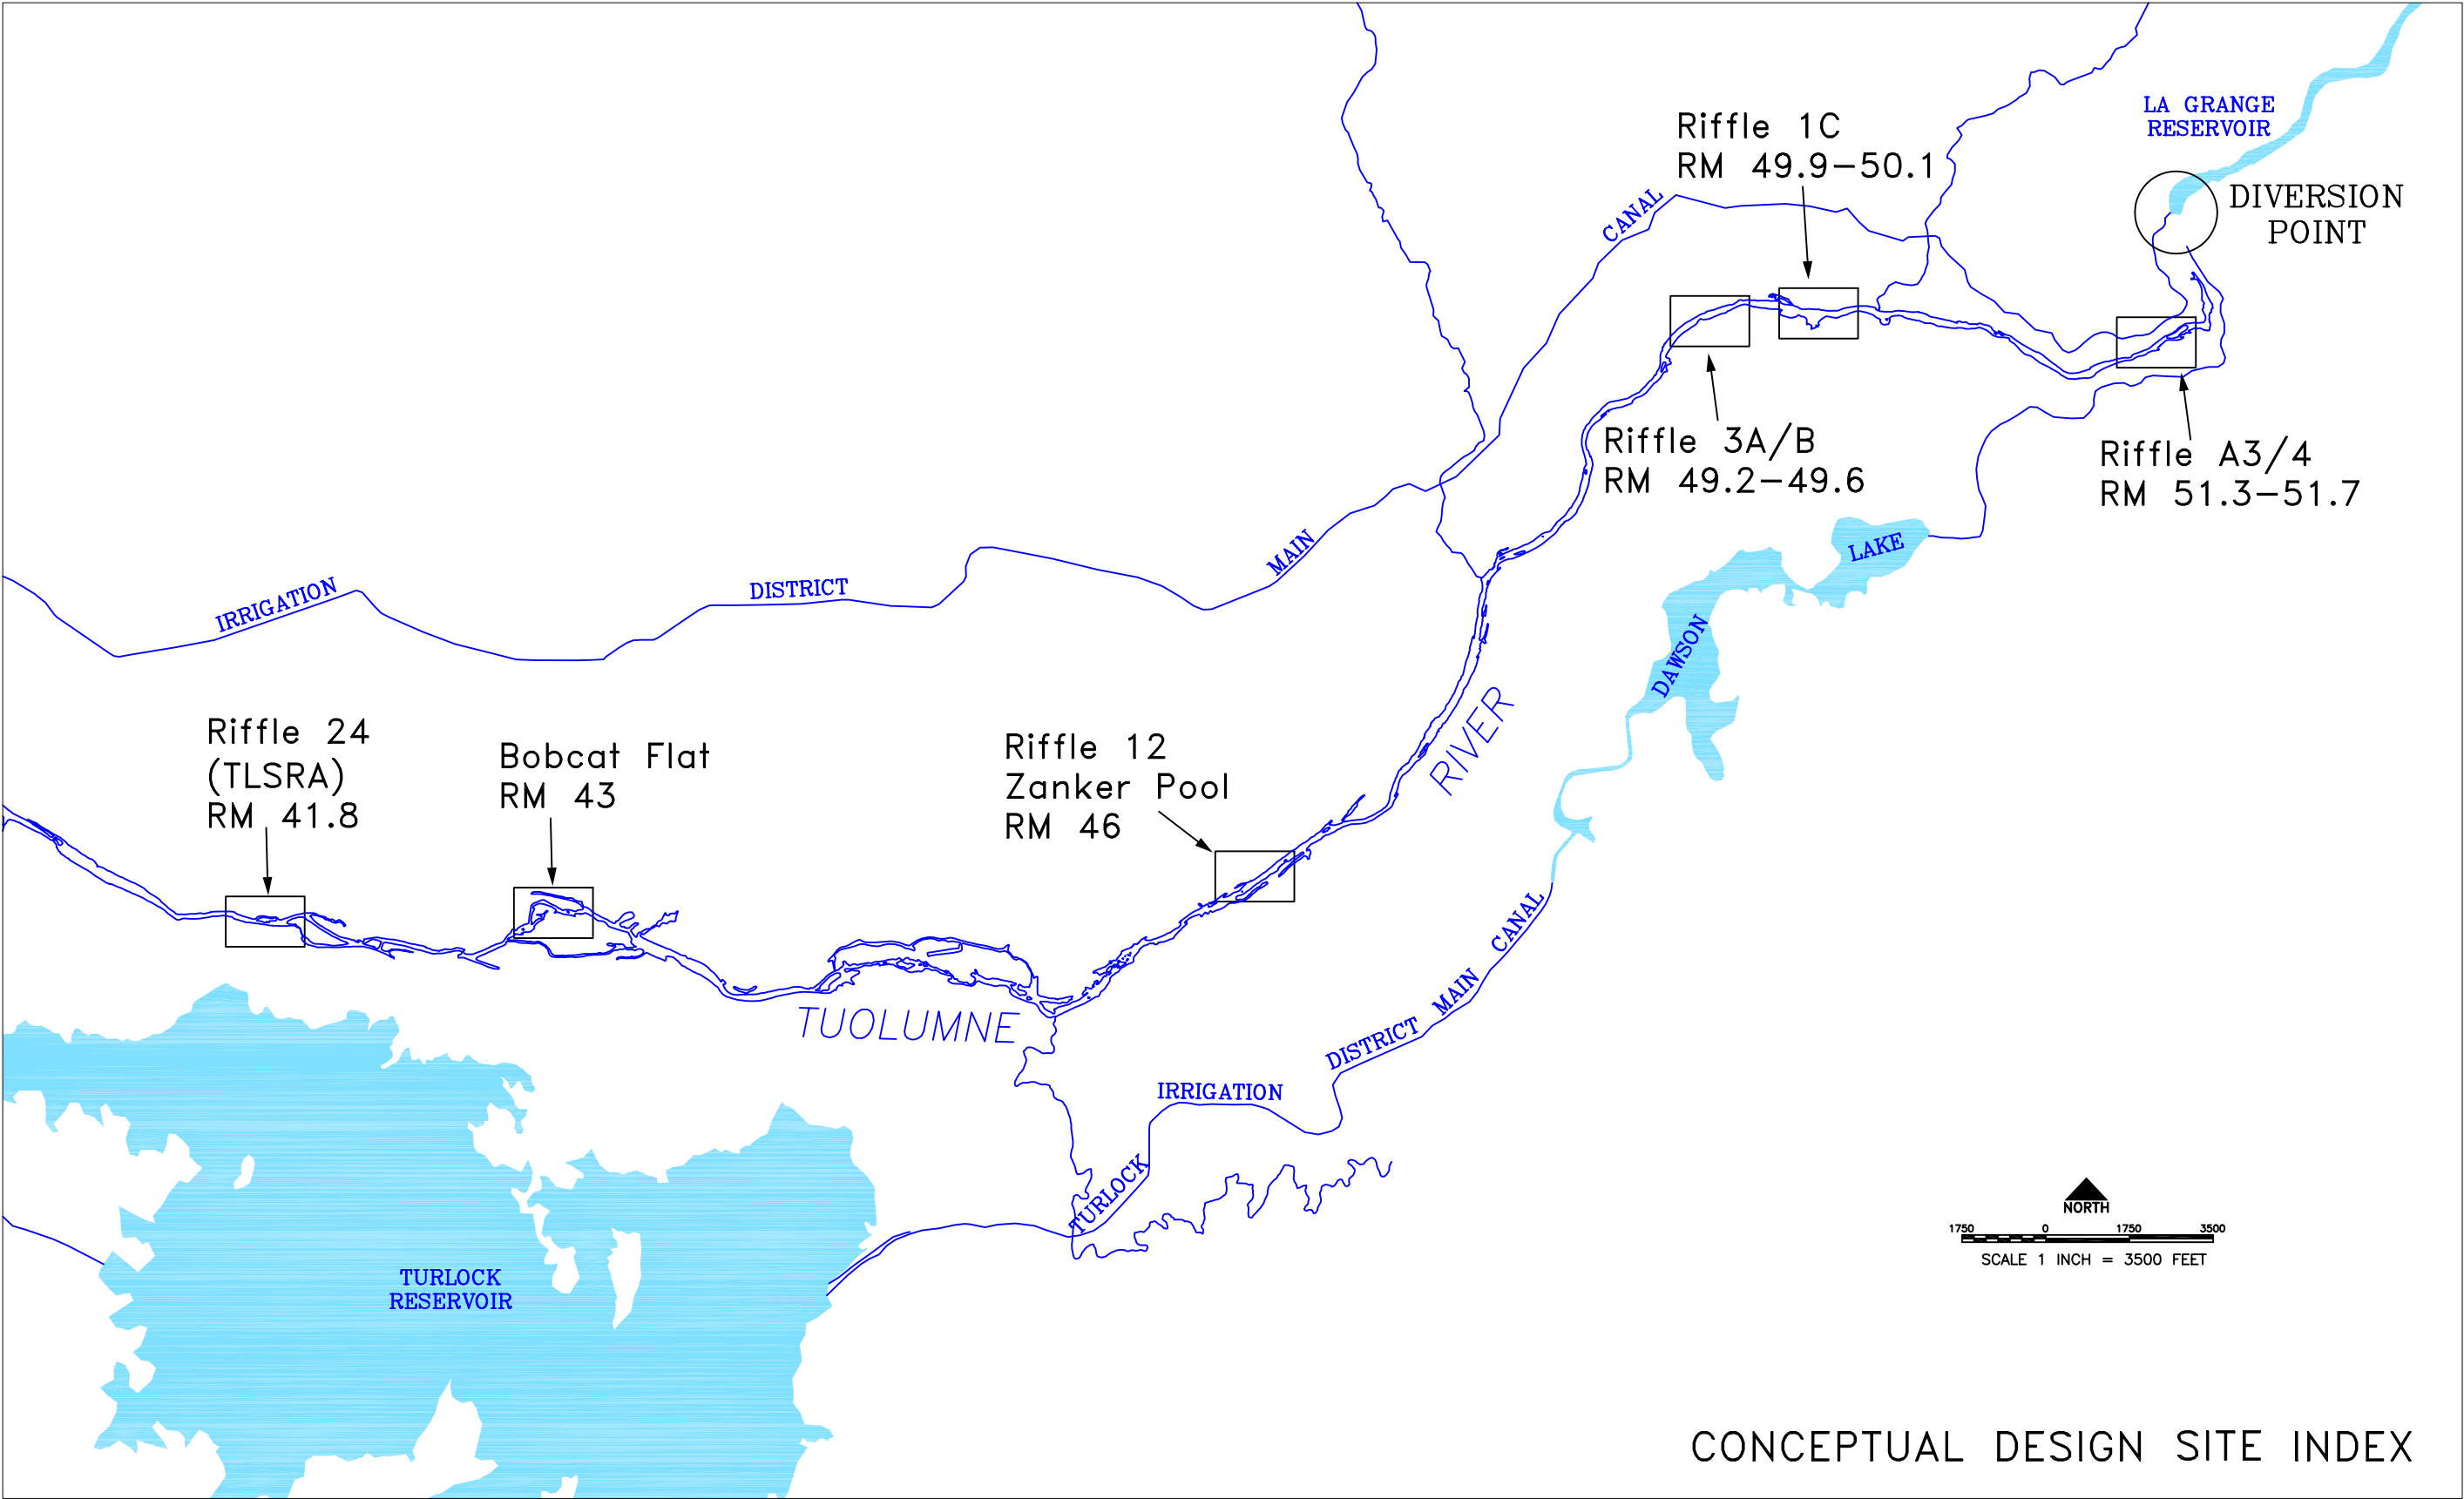 LA GRANGE
RESERVOIR
Riffle 1C
RM 49.9-50.1
DIVERSION
POINT
CANAL
Riffle 3A/B
RM 49.2-49.6
Riffle A3/4
RM 51.3-51.7
LAKE
MAIN
DISTRICT
IRRIGATION
DAWSON
RIVER
Riffle 24
(TLSRA)
RM 41.8
Bobcat Flat
RM 43
Riffle 12
Zanker Pool
RM 46
TUOLUMNE
CANAL
MAIN
DISTRICT
IRRIGATION
TURLOCK
TURLOCK
RESERVOIR
NORTH
1750 0 1750 3500
SCALE 1 INCH = 3500 FEET
CONCEPTUAL DESIGN SITE INDEX